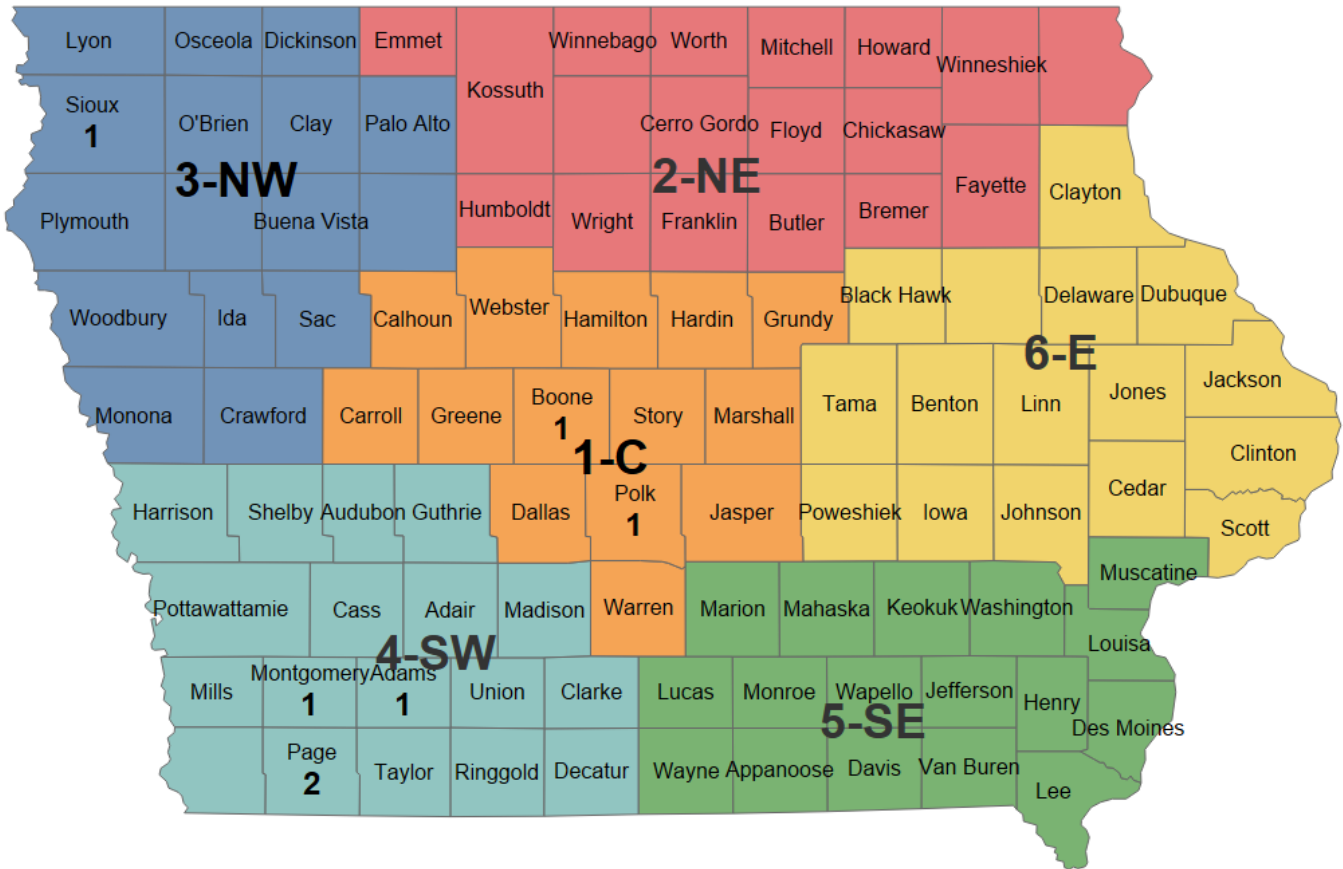 Lyon Osceola Dickinson Emmet Winnebago Worth Mitchell Howard
Winneshiek
Kossuth
Sioux
1
O'Brien Clay Palo Alto Cerro Gordo Floyd Chickasaw
3-NW
2-NE
Fayette Clayton
Plymouth Buena Vista Humboldt Wright Franklin Butler Bremer
Woodbury Ida Sac Calhoun Webster Hamilton Hardin Grundy Black Hawk Delaware Dubuque
6-E
Monona Crawford Carroll Greene Boone Story Marshall Tama Benton Linn Jones Jackson
1
1-C
Clinton
Harrison Shelby Audubon Guthrie Dallas Polk Jasper Poweshiek Iowa Johnson Cedar Scott
1
Muscatine
Pottawattamie Cass Adair Madison Warren Marion Mahaska Keokuk Washington
Louisa
4-SW
Mills Montgomery Adams Union Clarke Lucas Monroe Wapello Jefferson Henry
1 1
5-SE
Des Moines
Page Taylor Ringgold Decatur Wayne Appanoose Davis Van Buren
2
Lee